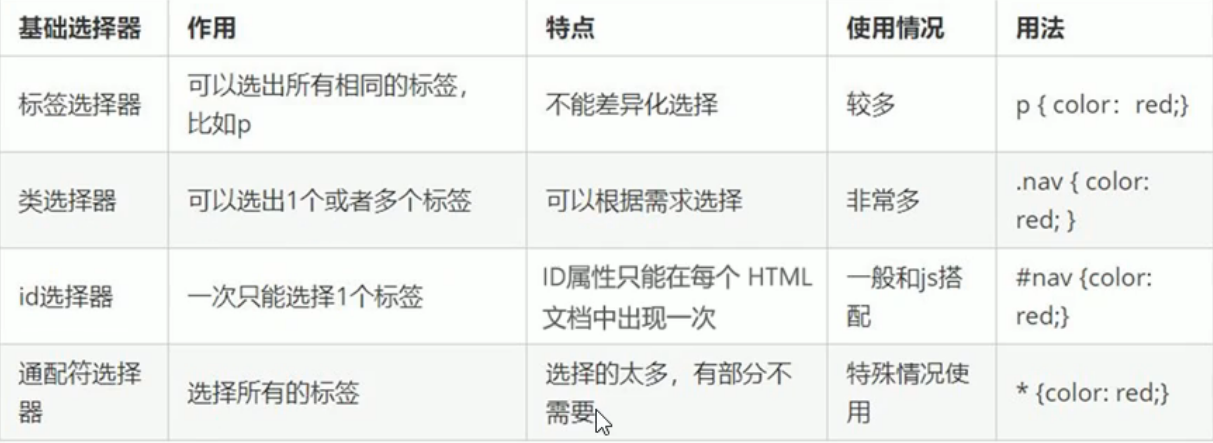 基础选择器 作用 特点 使用情况 用法
标签选择器 可以选出所有相同的标签，
比如p 不能差异化选择 较多 p { color：red;}
类选择器 可以选出1个或者多个标签 可以根据需求选择 非常多 .nav { color:
red; }
id选择器 一次只能选择1个标签 ID属性只能在每个 HTML
文档中出现一次 一般和js搭
配 #nav {color:
red;}
通配符选择
器 选择所有的标签 选择的太多，有部分不
需要 特殊情况使
用 * {color: red;}